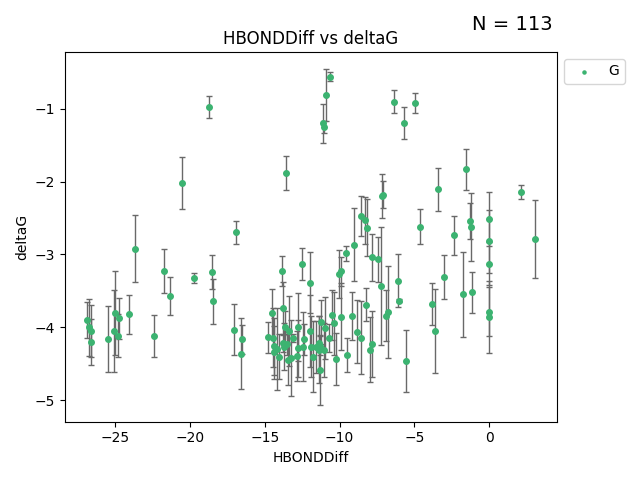 N = 113
HBONDDiff vs deltaG
G
deltaG
−1
−2
−3
−4
−5
−25
−20
−15
−10
−5
0
HBONDDiff